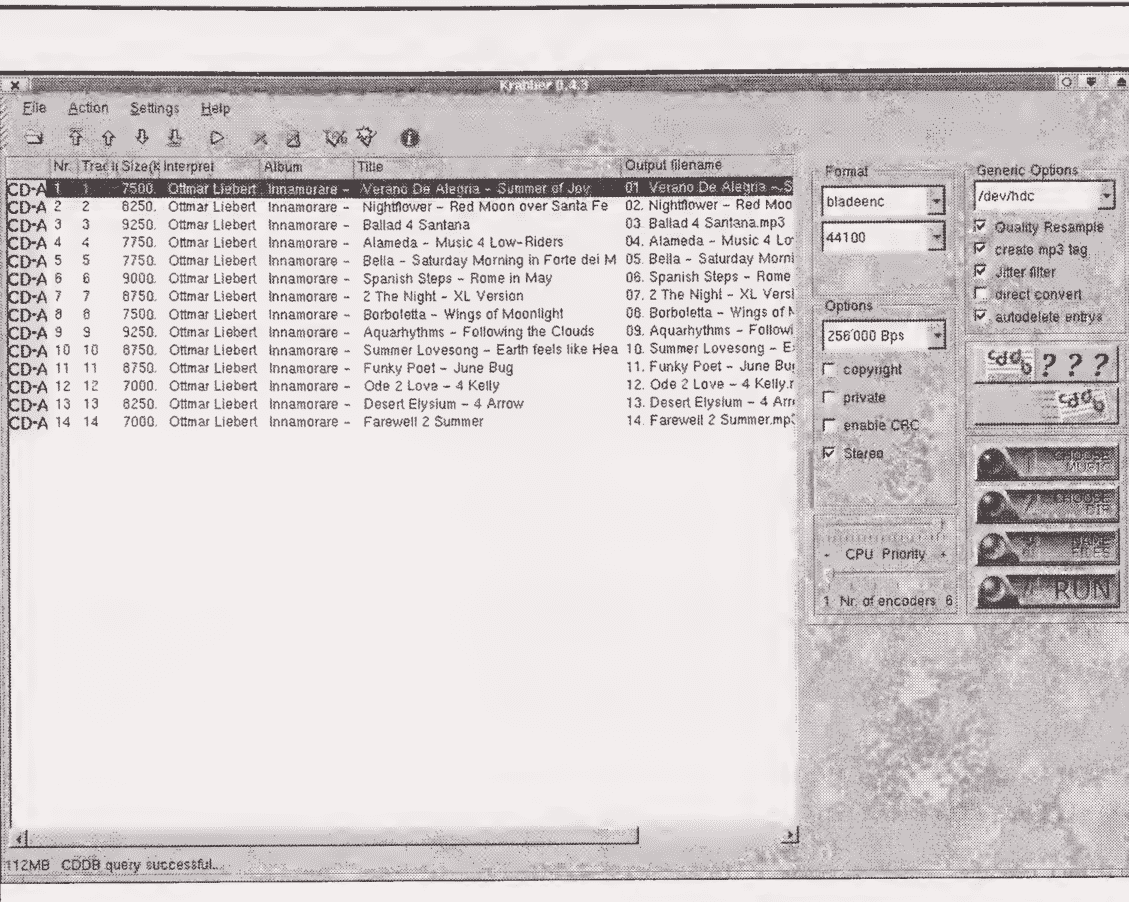 Krabber 0.4.3
File Action Settings Help
Nr. Size(k Interpret Album Title Output filename
CD-A 1 1 7500. Ottmar Liebert Innamorare - Verano De Alegria - Summer of Joy 01. Verano De Alegria - S
CD-A 2 2 8250. Ottmar Liebert Innamorare - Nightflower - Red Moon over Santa Fe 02. Nightflower - Red Moo
CD-A 3 3 9250. Ottmar Liebert Innamorare - Ballad 4 Santana 03. Ballad 4 Santana.mp3
CD-A 4 4 7750. Ottmar Liebert Innamorare - Alameda - Music 4 Low-Riders 04. Alameda - Music 4 Lo
CD-A 5 5 7750. Ottmar Liebert Innamorare - Bella - Saturday Morning in Forte dei M 05. Bella - Saturday Morni
CD-A 6 6 9000. Ottmar Liebert Innamorare - Spanish Steps - Rome in May 06. Spanish Steps - Rome
CD-A 7 7 8750. Ottmar Liebert Innamorare - 2 The Night - XL Version 07. 2 The Night - XL Versi
CD-A 8 8 7500. Ottmar Liebert Innamorare - Borboletta - Wings of Moonlight 08. Borboletta - Wings of M
CD-A 9 9 9250. Ottmar Liebert Innamorare - Aquarhythms - Following the Clouds 09. Aquarhythms - Followi
CD-A 10 10 8750. Ottmar Liebert Innamorare - Summer Lovesong - Earth feels like Hea 10. Summer Lovesong - E
CD-A 11 11 8750. Ottmar Liebert Innamorare - Funky Poet - June Bug 11. Funky Poet - June Bu
CD-A 12 12 7000. Ottmar Liebert Innamorare - Ode 2 Love - 4 Kelly 12. Ode 2 Love - 4 Kelly.r
CD-A 13 13 8250. Ottmar Liebert Innamorare - Desert Elysium - 4 Arrow 13. Desert Elysium - 4 Arr
CD-A 14 14 7000. Ottmar Liebert Innamorare - Farewell 2 Summer 14. Farewell 2 Summer.mp3
Format
bladeenc
44100
Options
256'000 Bps
copyright
private
enable CRC
Stereo
- CPU Priority +
1 Nr. of encoders 6
Generic Options
/dev/hdc
Quality Resample
create mp3 tag
Jitter filter
direct convert
autodelete entrys
cddb ? ? ?
cddb
1 CHOOSE MUSIC
2 CHOOSE DIR
3 NAME FILES
4 RUN
112MB CDDB query successful...